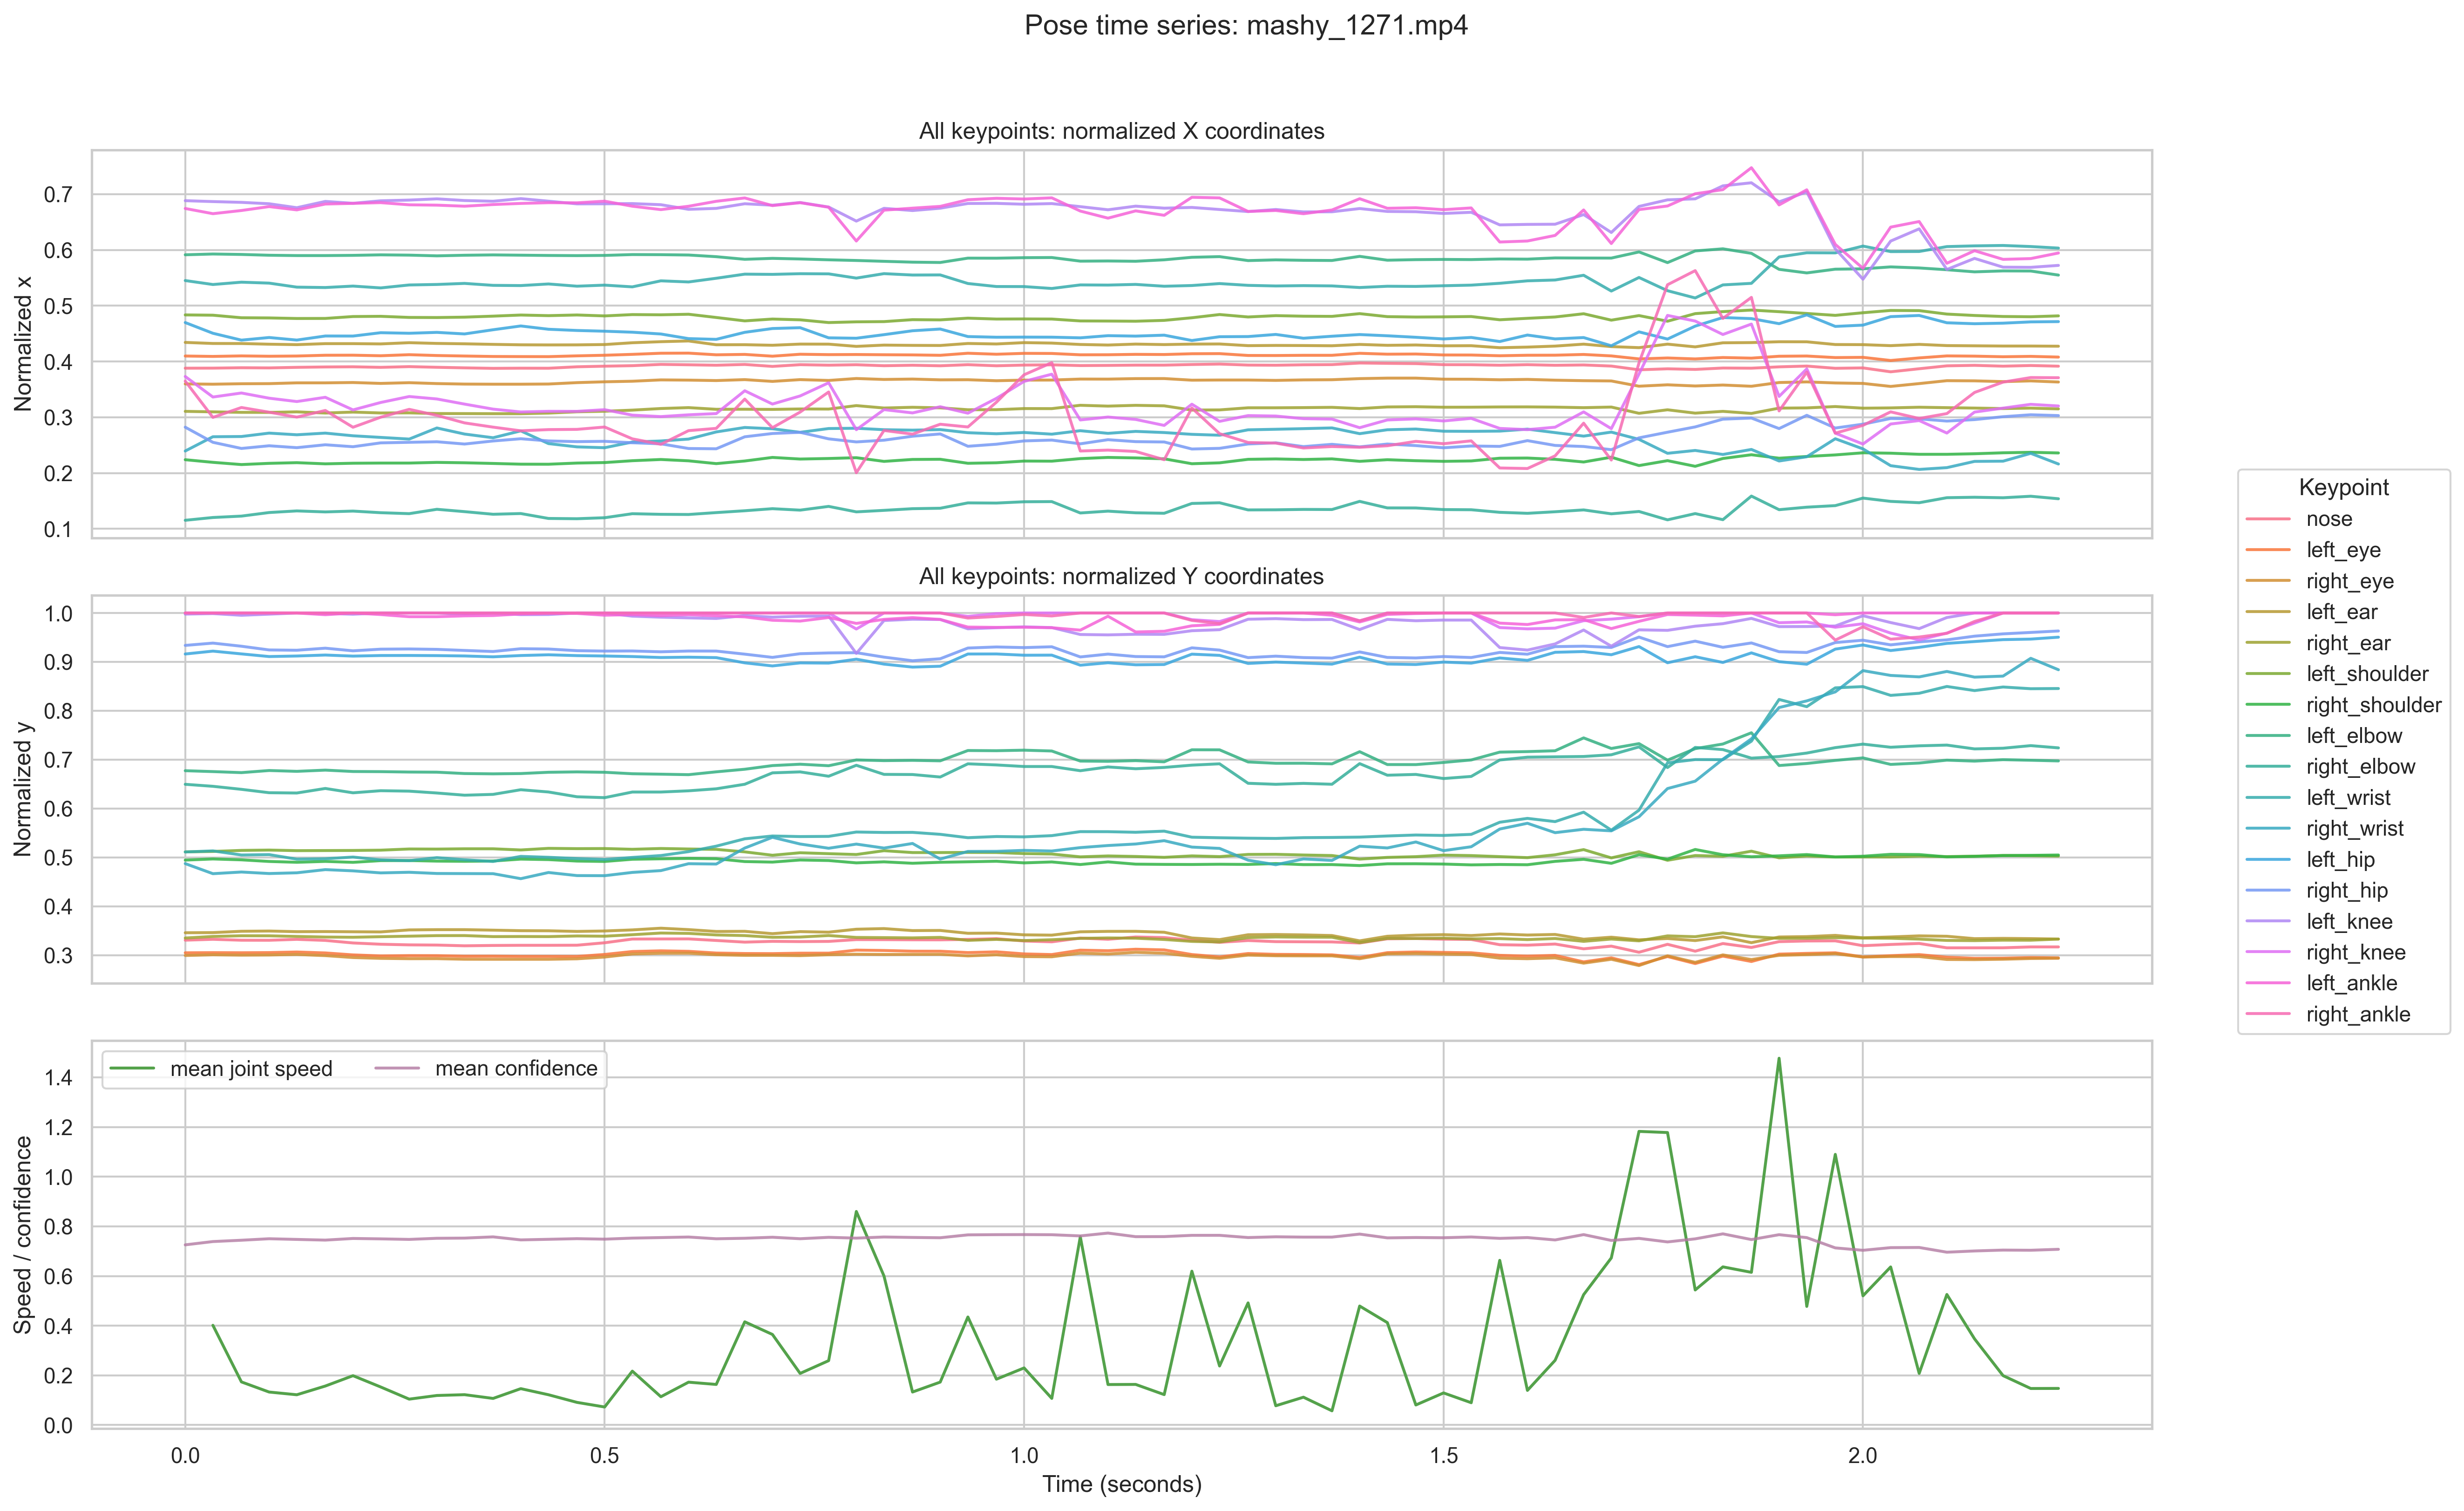 Pose time series: mashy_1271.mp4
All keypoints: normalized X coordinates
Normalized x
0.7
0.6
0.5
0.4
0.3
0.2
0.1
All keypoints: normalized Y coordinates
Normalized y
1.0
0.9
0.8
0.7
0.6
0.5
0.4
0.3
Speed / confidence
mean joint speed
mean confidence
1.4
1.2
1.0
0.8
0.6
0.4
0.2
0.0
0.0
0.5
1.0
1.5
2.0
Time (seconds)
Keypoint
nose
left_eye
right_eye
left_ear
right_ear
left_shoulder
right_shoulder
left_elbow
right_elbow
left_wrist
right_wrist
left_hip
right_hip
left_knee
right_knee
left_ankle
right_ankle